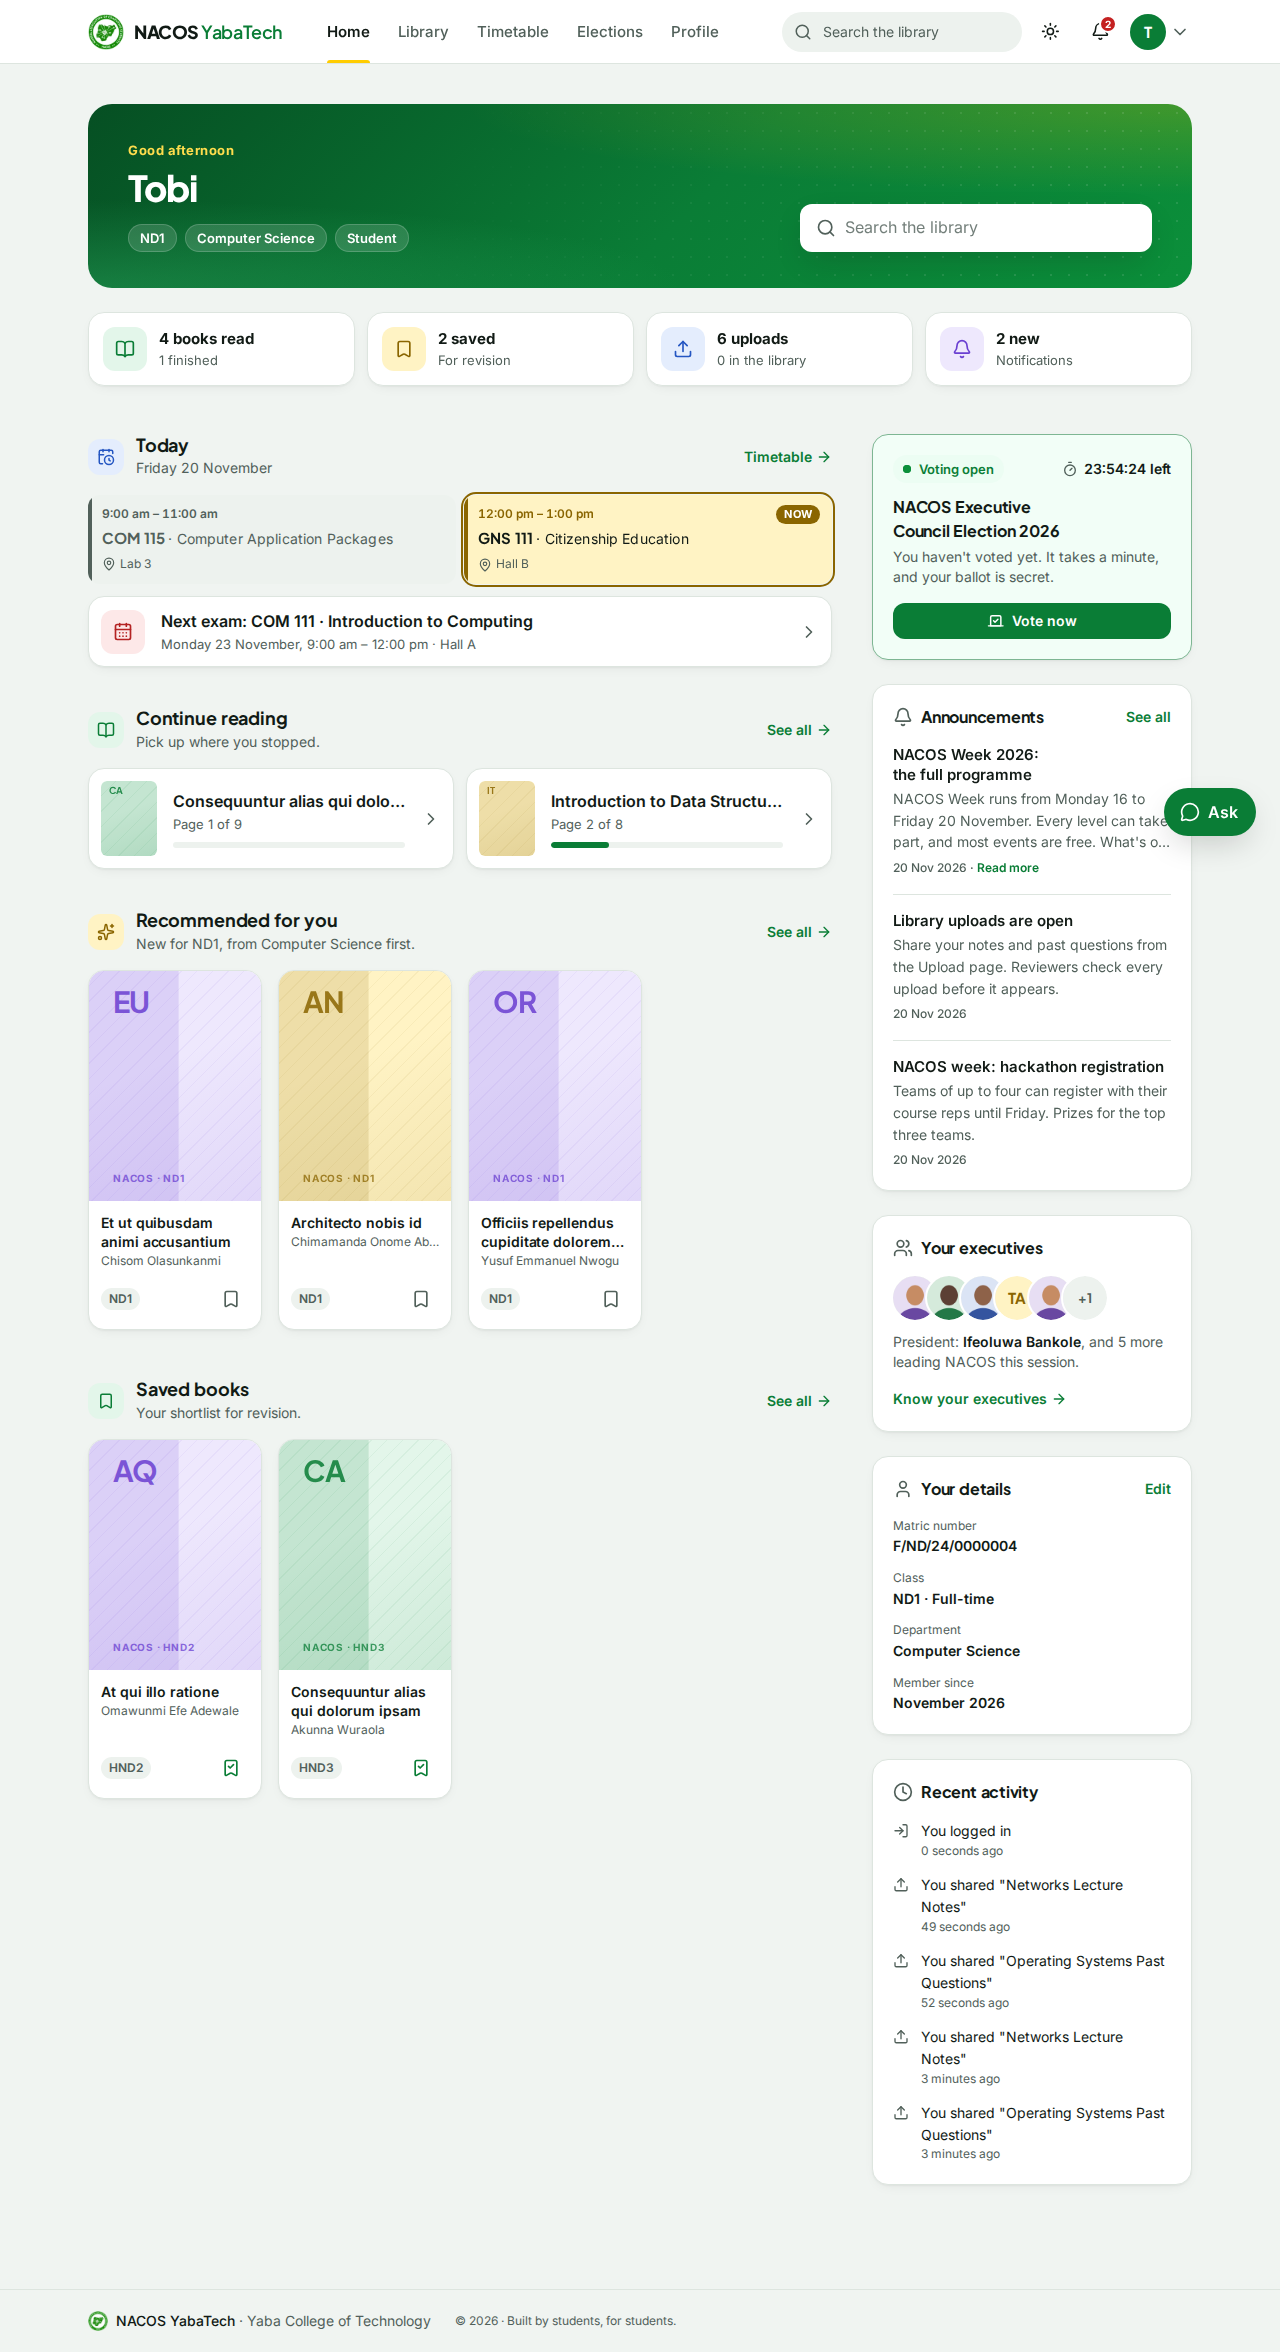 NACOS YabaTech
Home
Library
Timetable
Elections
Profile
Search the library
2
T
Good afternoon
Tobi
ND1
Computer Science
Student
Search the library
4 books read
1 finished
2 saved
For revision
6 uploads
0 in the library
2 new
Notifications
Today
Friday 20 November
Timetable
9:00 am – 11:00 am
COM 115 · Computer Application Packages
Lab 3
12:00 pm – 1:00 pm
NOW
GNS 111 · Citizenship Education
Hall B
Next exam: COM 111 · Introduction to Computing
Monday 23 November, 9:00 am – 12:00 pm · Hall A
Continue reading
Pick up where you stopped.
See all
CA
Consequuntur alias qui dolo...
Page 1 of 9
IT
Introduction to Data Structu...
Page 2 of 8
Recommended for you
New for ND1, from Computer Science first.
See all
EU
NACOS · ND1
Et ut quibusdam
animi accusantium
Chisom Olasunkanmi
ND1
AN
NACOS · ND1
Architecto nobis id
Chimamanda Onome Ab...
ND1
OR
NACOS · ND1
Officiis repellendus
cupiditate dolorem...
Yusuf Emmanuel Nwogu
ND1
Saved books
Your shortlist for revision.
See all
AQ
NACOS · HND2
At qui illo ratione
Omawunmi Efe Adewale
HND2
CA
NACOS · HND3
Consequuntur alias
qui dolorum ipsam
Akunna Wuraola
HND3
Voting open
23:54:24 left
NACOS Executive
Council Election 2026
You haven't voted yet. It takes a minute,
and your ballot is secret.
Vote now
Announcements
See all
NACOS Week 2026:
the full programme
NACOS Week runs from Monday 16 to
Friday 20 November. Every level can take
part, and most events are free. What's o...
20 Nov 2026 · Read more
Ask
Library uploads are open
Share your notes and past questions from
the Upload page. Reviewers check every
upload before it appears.
20 Nov 2026
NACOS week: hackathon registration
Teams of up to four can register with their
course reps until Friday. Prizes for the top
three teams.
20 Nov 2026
Your executives
TA
+1
President: Ifeoluwa Bankole, and 5 more
leading NACOS this session.
Know your executives
Your details
Edit
Matric number
F/ND/24/0000004
Class
ND1 · Full-time
Department
Computer Science
Member since
November 2026
Recent activity
You logged in
0 seconds ago
You shared "Networks Lecture
Notes"
49 seconds ago
You shared "Operating Systems Past
Questions"
52 seconds ago
You shared "Networks Lecture
Notes"
3 minutes ago
You shared "Operating Systems Past
Questions"
3 minutes ago
NACOS YabaTech · Yaba College of Technology
© 2026 · Built by students, for students.